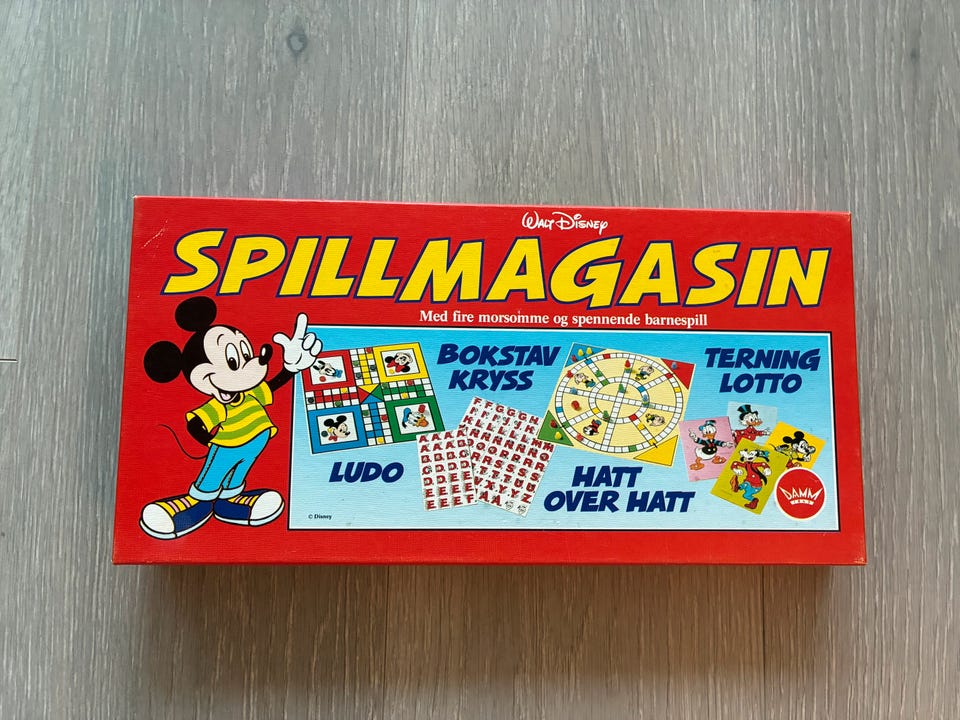 WALT DISNEY
SPILLMAGASIN
Med fire morsomme og spennende barnespill
BOKSTAV
KRYSS
TERNING
LOTTO
LUDO
HATT
OVER HATT
DAMM
© Disney